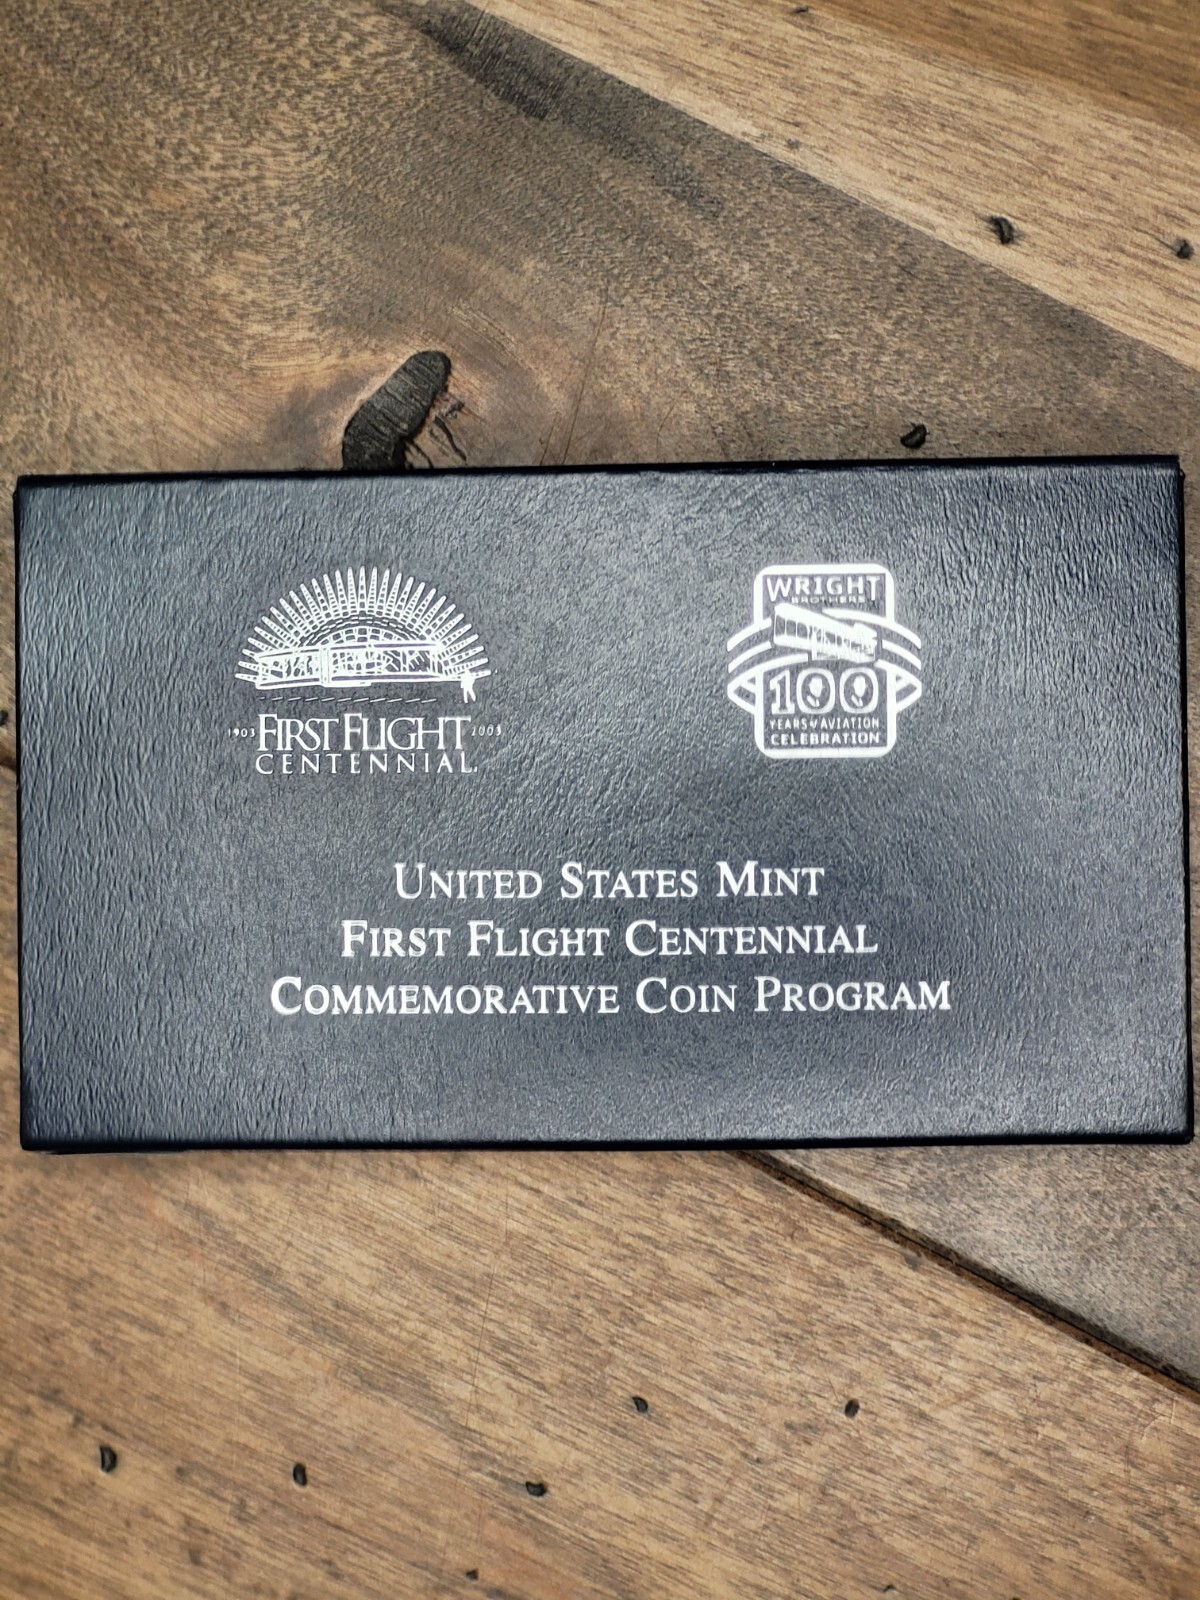 1903 FIRST FLIGHT 2003
CENTENNIAL
WRIGHT
BROTHERS
100
YEARS of AVIATION
CELEBRATION
UNITED STATES MINT
FIRST FLIGHT CENTENNIAL
COMMEMORATIVE COIN PROGRAM